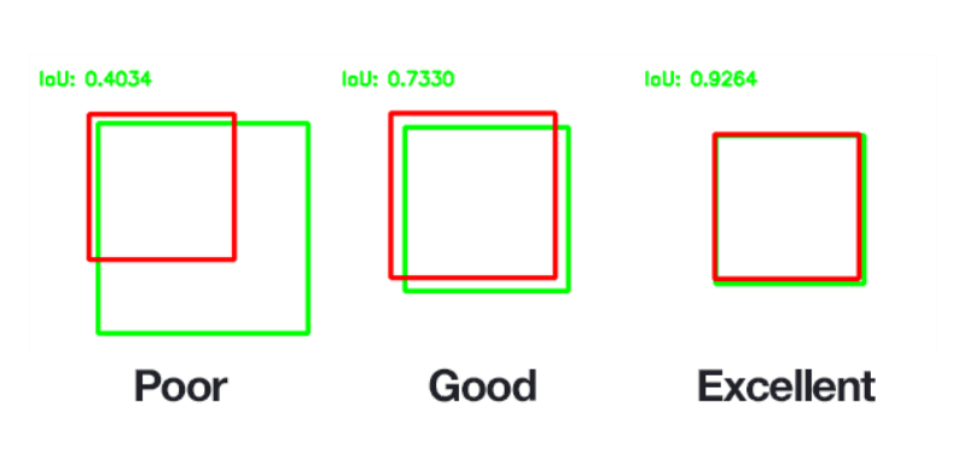 IoU: 0.4034
IoU: 0.7330
IoU: 0.9264
Poor
Good
Excellent